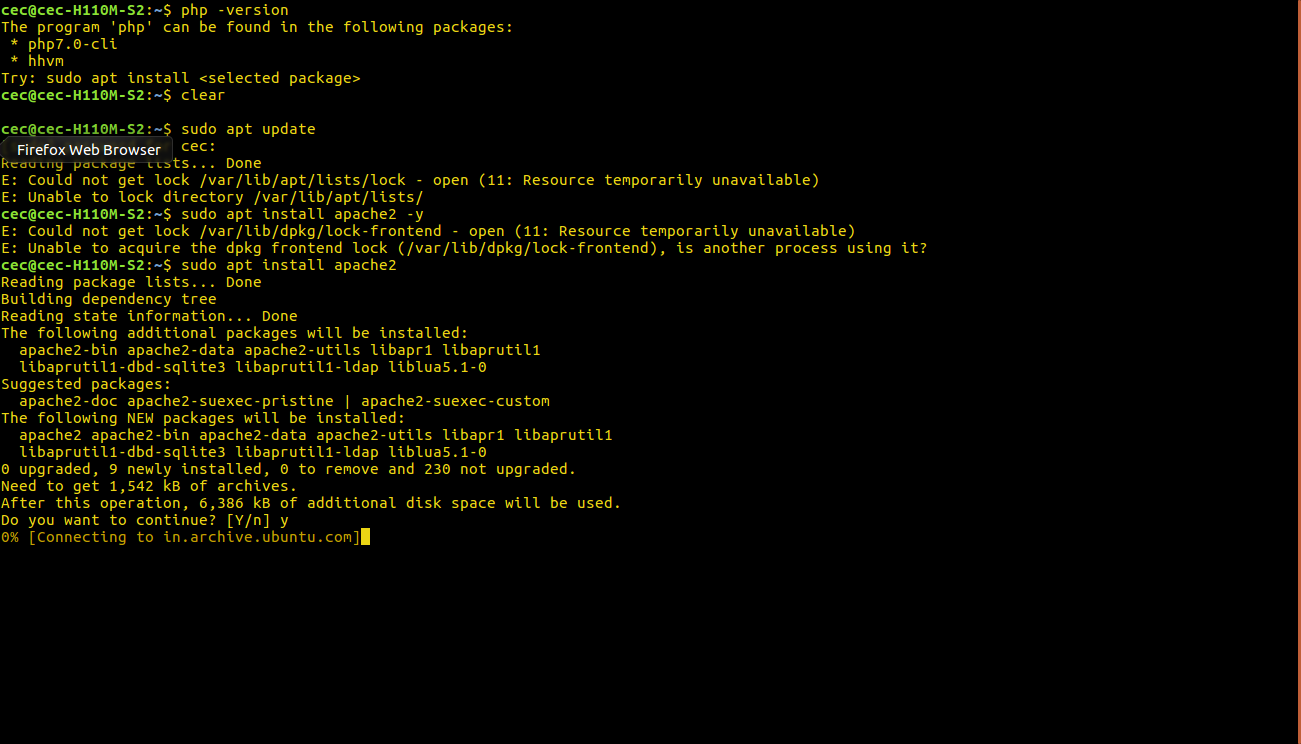 cec@cec-H110M-S2:~$ php -version
The program 'php' can be found in the following packages:
 * php7.0-cli
 * hhvm
Try: sudo apt install <selected package>
cec@cec-H110M-S2:~$ clear
cec@cec-H110M-S2:~$ sudo apt update
Firefox Web Browser cec:
Reading package lists... Done
E: Could not get lock /var/lib/apt/lists/lock - open (11: Resource temporarily unavailable)
E: Unable to lock directory /var/lib/apt/lists/
cec@cec-H110M-S2:~$ sudo apt install apache2 -y
E: Could not get lock /var/lib/dpkg/lock-frontend - open (11: Resource temporarily unavailable)
E: Unable to acquire the dpkg frontend lock (/var/lib/dpkg/lock-frontend), is another process using it?
cec@cec-H110M-S2:~$ sudo apt install apache2
Reading package lists... Done
Building dependency tree
Reading state information... Done
The following additional packages will be installed:
  apache2-bin apache2-data apache2-utils libapr1 libaprutil1
  libaprutil1-dbd-sqlite3 libaprutil1-ldap liblua5.1-0
Suggested packages:
  apache2-doc apache2-suexec-pristine | apache2-suexec-custom
The following NEW packages will be installed:
  apache2 apache2-bin apache2-data apache2-utils libapr1 libaprutil1
  libaprutil1-dbd-sqlite3 libaprutil1-ldap liblua5.1-0
0 upgraded, 9 newly installed, 0 to remove and 230 not upgraded.
Need to get 1,542 kB of archives.
After this operation, 6,386 kB of additional disk space will be used.
Do you want to continue? [Y/n] y
0% [Connecting to in.archive.ubuntu.com]